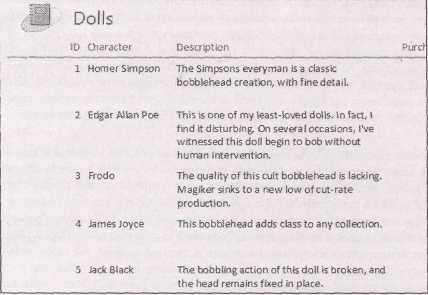 Dolls
ID Character Description Purch
1 Homer Simpson The Simpsons everyman is a classic
bobblehead creation, with fine detail.
2 Edgar Allan Poe This is one of my least-loved dolls. In fact, I
find it disturbing. On several occasions, I've
witnessed this doll begin to bob without
human intervention.
3 Frodo The quality of this cult bobblehead is lacking.
Magiker sinks to a new low of cut-rate
production.
4 James Joyce This bobblehead adds class to any collection.
5 Jack Black The bobbling action of this doll is broken, and
the head remains fixed in place.